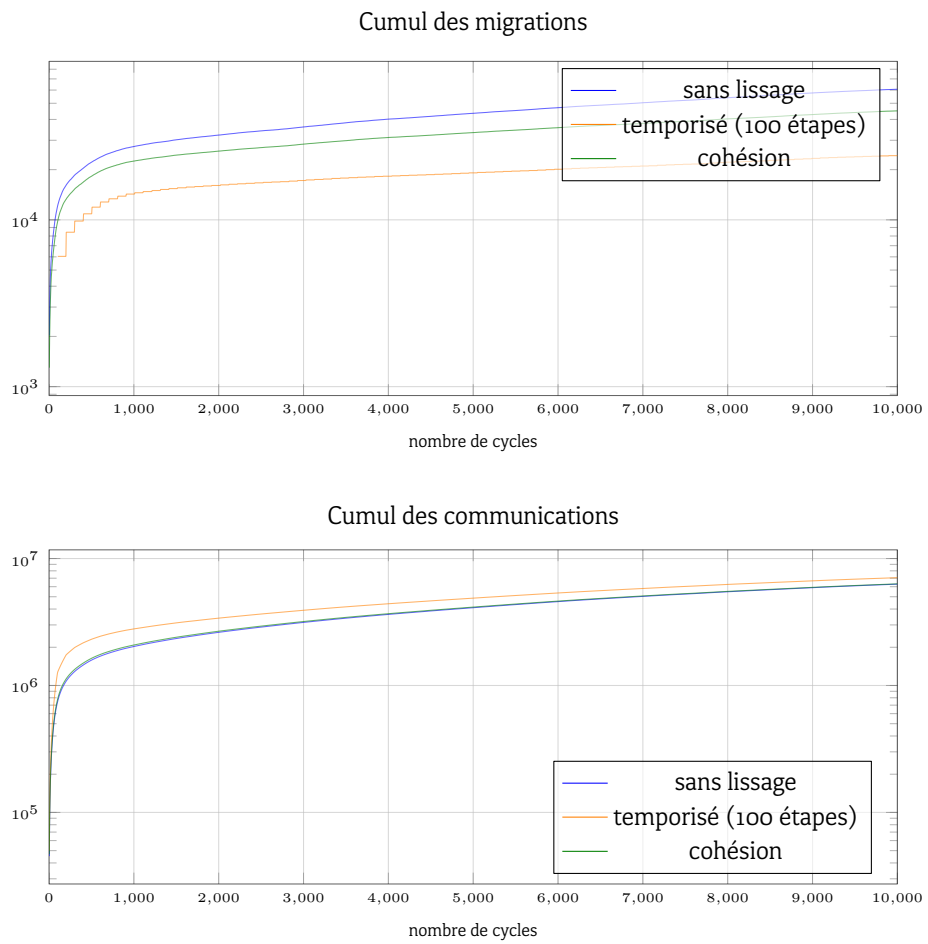 Cumul des migrations
sans lissage
temporisé (100 étapes)
cohésion
10^4
10^3
0 1,000 2,000 3,000 4,000 5,000 6,000 7,000 8,000 9,000 10,000
nombre de cycles
Cumul des communications
10^7
10^6
10^5
sans lissage
temporisé (100 étapes)
cohésion
0 1,000 2,000 3,000 4,000 5,000 6,000 7,000 8,000 9,000 10,000
nombre de cycles